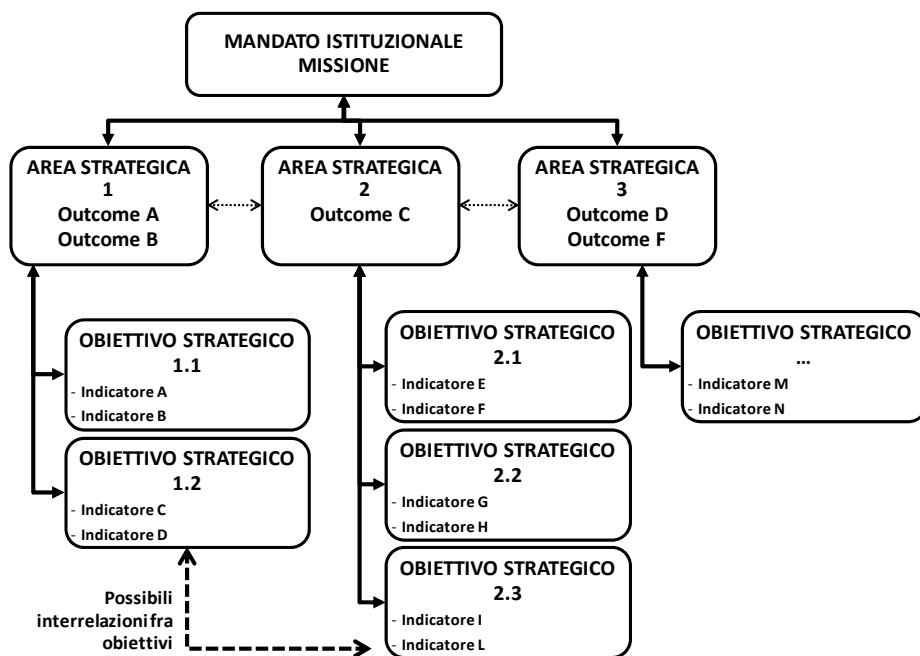 MANDATO ISTITUZIONALE
MISSIONE
AREA STRATEGICA
1
Outcome A
Outcome B
AREA STRATEGICA
2
Outcome C
AREA STRATEGICA
3
Outcome D
Outcome F
OBIETTIVO STRATEGICO
1.1
- Indicatore A
- Indicatore B
OBIETTIVO STRATEGICO
1.2
- Indicatore C
- Indicatore D
OBIETTIVO STRATEGICO
2.1
- Indicatore E
- Indicatore F
OBIETTIVO STRATEGICO
2.2
- Indicatore G
- Indicatore H
OBIETTIVO STRATEGICO
2.3
- Indicatore I
- Indicatore L
OBIETTIVO STRATEGICO
...
- Indicatore M
- Indicatore N
Possibili
interrelazioni fra
obiettivi